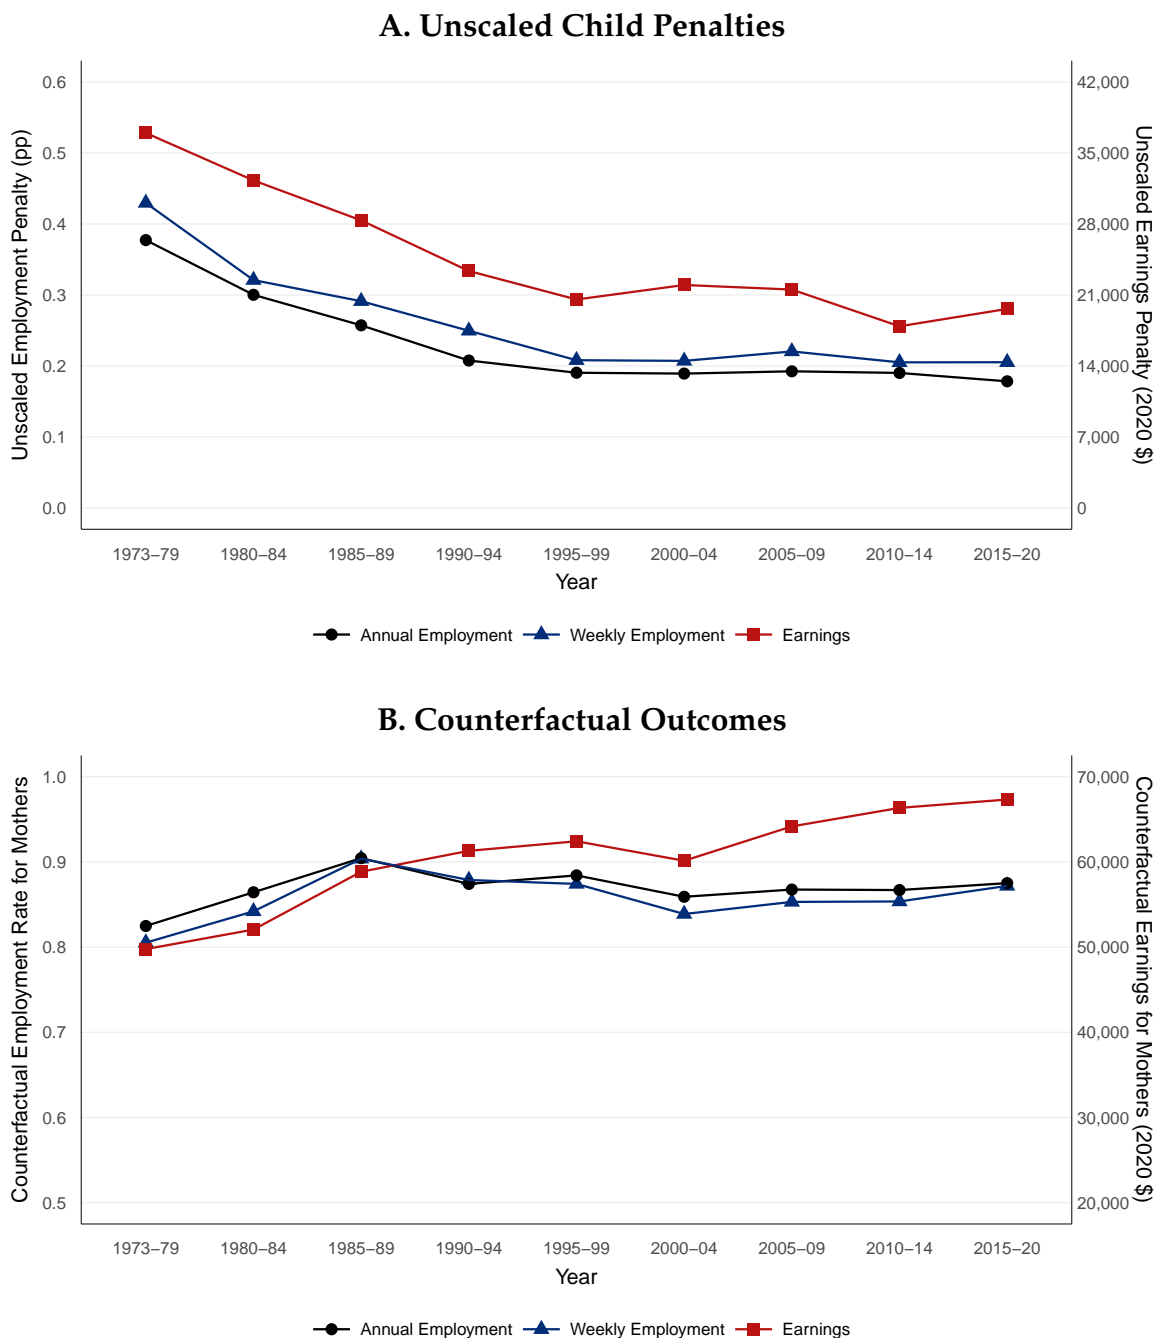 A. Unscaled Child Penalties
Unscaled Employment Penalty (pp)
0.6
0.5
0.4
0.3
0.2
0.1
0.0
42,000
35,000
28,000
21,000
14,000
7,000
0
Unscaled Earnings Penalty (2020 $)
1973–79 1980–84 1985–89 1990–94 1995–99 2000–04 2005–09 2010–14 2015–20
Year
Annual Employment Weekly Employment Earnings
B. Counterfactual Outcomes
Counterfactual Employment Rate for Mothers
1.0
0.9
0.8
0.7
0.6
0.5
70,000
60,000
50,000
40,000
30,000
20,000
Counterfactual Earnings for Mothers (2020 $)
1973–79 1980–84 1985–89 1990–94 1995–99 2000–04 2005–09 2010–14 2015–20
Year
Annual Employment Weekly Employment Earnings